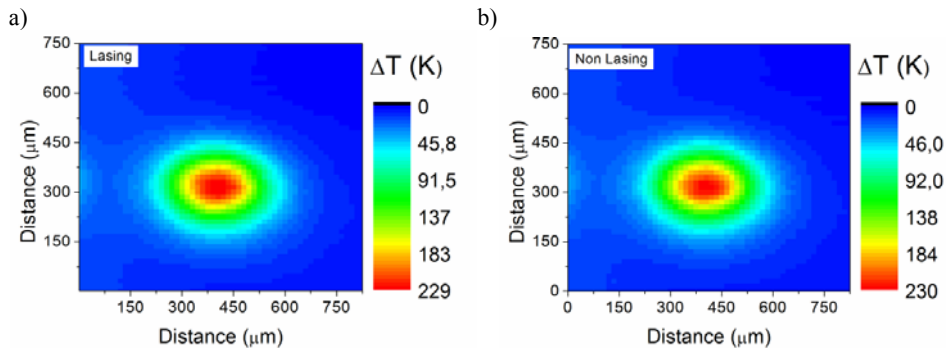 a)
750
600
450
300
150
Distance (μm)
Lasing
150 300 450 600 750
Distance (μm)
ΔT (K)
0
45,8
91,5
137
183
229
b)
750
600
450
300
150
0
Distance (μm)
Non Lasing
0 150 300 450 600 750
Distance (μm)
ΔT (K)
0
46,0
92,0
138
184
230